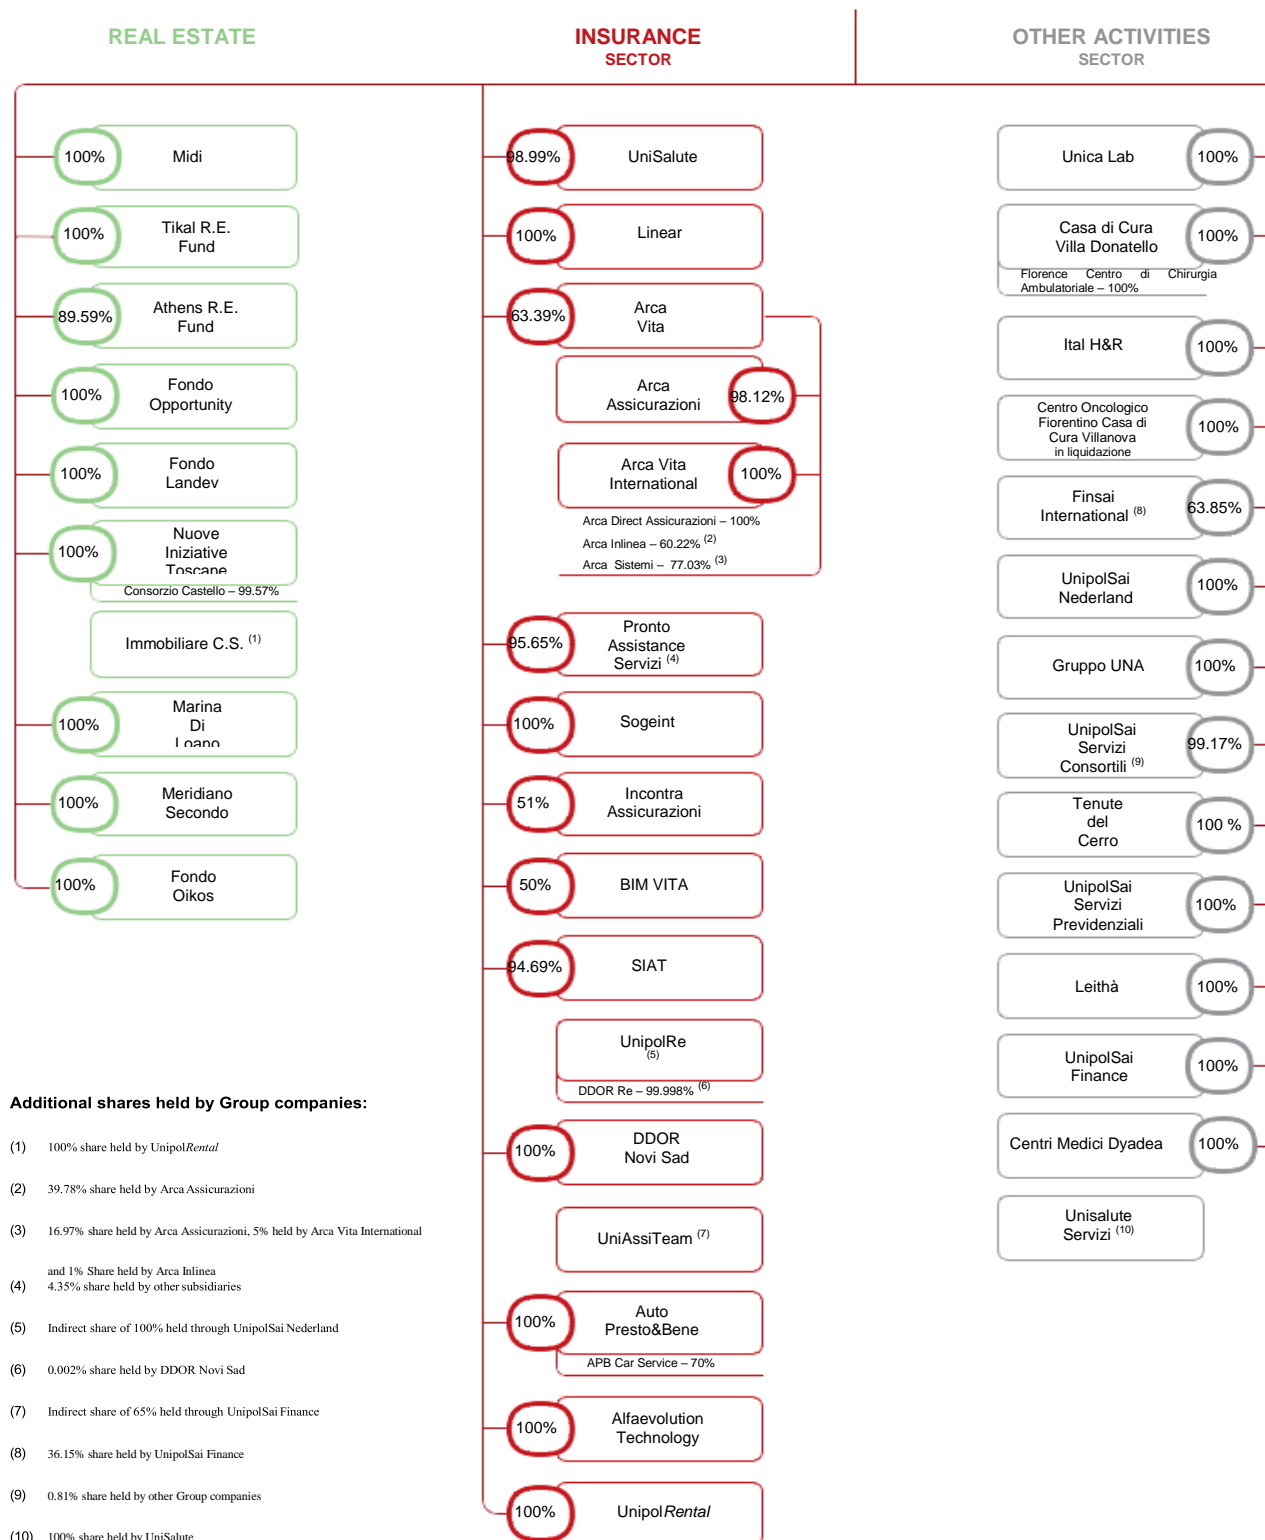 REAL ESTATE
100%
Midi
100%
Tikal R.E.
Fund
89.59%
Athens R.E.
Fund
100%
Fondo
Opportunity
100%
Fondo
Landev
100%
Nuove
Iniziative
Toscane
Consorzio Castello – 99.57%
Immobiliare C.S. (1)
100%
Marina
Di
Loano
100%
Meridiano
Secondo
100%
Fondo
Oikos
INSURANCE
SECTOR
98.99%
UniSalute
100%
Linear
63.39%
Arca
Vita
Arca
Assicurazioni
98.12%
Arca Vita
International
100%
Arca Direct Assicurazioni – 100%
Arca Inlinea – 60.22% (2)
Arca Sistemi – 77.03% (3)
95.65%
Pronto
Assistance
Servizi (4)
100%
Sogeint
51%
Incontra
Assicurazioni
50%
BIM VITA
94.69%
SIAT
UnipolRe
(5)
DDOR Re – 99.998% (6)
100%
DDOR
Novi Sad
UniAssiTeam (7)
100%
Auto
Presto&Bene
APB Car Service – 70%
100%
Alfaevolution
Technology
100%
UnipolRental
OTHER ACTIVITIES
SECTOR
Unica Lab
100%
Casa di Cura
Villa Donatello
100%
Florence Centro di Chirurgia
Ambulatoriale – 100%
Ital H&R
100%
Centro Oncologico
Fiorentino Casa di
Cura Villanova
in liquidazione
100%
Finsai
International (8)
63.85%
UnipolSai
Nederland
100%
Gruppo UNA
100%
UnipolSai
Servizi
Consortili (9)
99.17%
Tenute
del
Cerro
100 %
UnipolSai
Servizi
Previdenziali
100%
Leithà
100%
UnipolSai
Finance
100%
Centri Medici Dyadea
100%
Unisalute
Servizi (10)
Additional shares held by Group companies:
(1) 100% share held by UnipolRental
(2) 39.78% share held by Arca Assicurazioni
(3) 16.97% share held by Arca Assicurazioni, 5% held by Arca Vita International
and 1% Share held by Arca Inlinea
(4) 4.35% share held by other subsidiaries
(5) Indirect share of 100% held through UnipolSai Nederland
(6) 0.002% share held by DDOR Novi Sad
(7) Indirect share of 65% held through UnipolSai Finance
(8) 36.15% share held by UnipolSai Finance
(9) 0.81% share held by other Group companies
(10) 100% share held by UniSalute